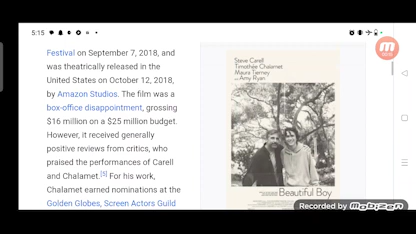 5:15
Festival on September 7, 2018, and
was theatrically released in the
United States on October 12, 2018,
by Amazon Studios. The film was a
box-office disappointment, grossing
$16 million on a $25 million budget.
However, it received generally
positive reviews from critics, who
praised the performances of Carell
and Chalamet.[5] For his work,
Chalamet earned nominations at the
Golden Globes, Screen Actors Guild
Steve Carell
Timothée Chalamet
Maura Tierney
and Amy Ryan
Beautiful Boy
Recorded by Mobizen